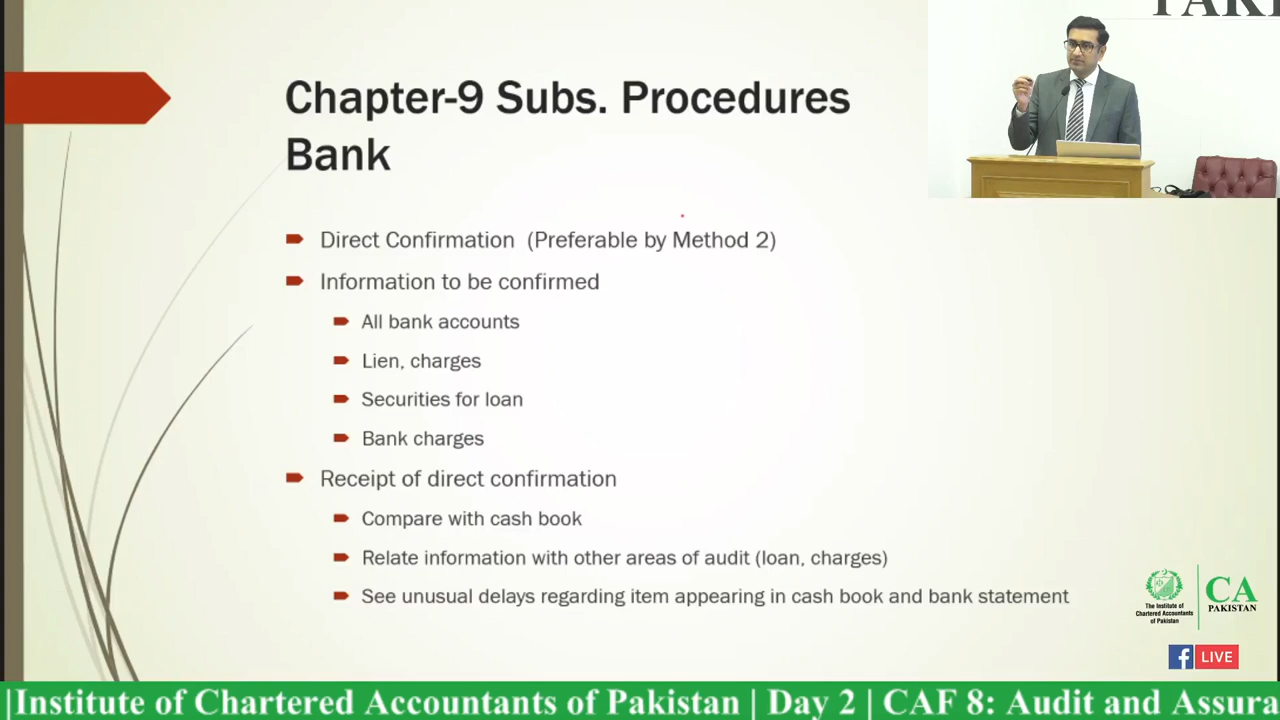 Chapter-9 Subs. Procedures
Bank
Direct Confirmation (Preferable by Method 2)
Information to be confirmed
All bank accounts
Lien, charges
Securities for loan
Bank charges
Receipt of direct confirmation
Compare with cash book
Relate information with other areas of audit (loan, charges)
See unusual delays regarding item appearing in cash book and bank statement
The Institute of
Chartered Accountants
of Pakistan
CA
PAKISTAN
f LIVE
|Institute of Chartered Accountants of Pakistan | Day 2 | CAF 8: Audit and Assura